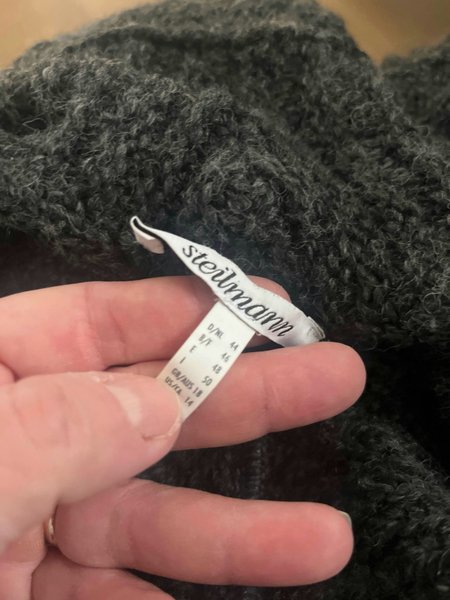 steilmann
D/NL 44
B/F 46
E 48
I 50
GB/AUS 18
US/CA 14